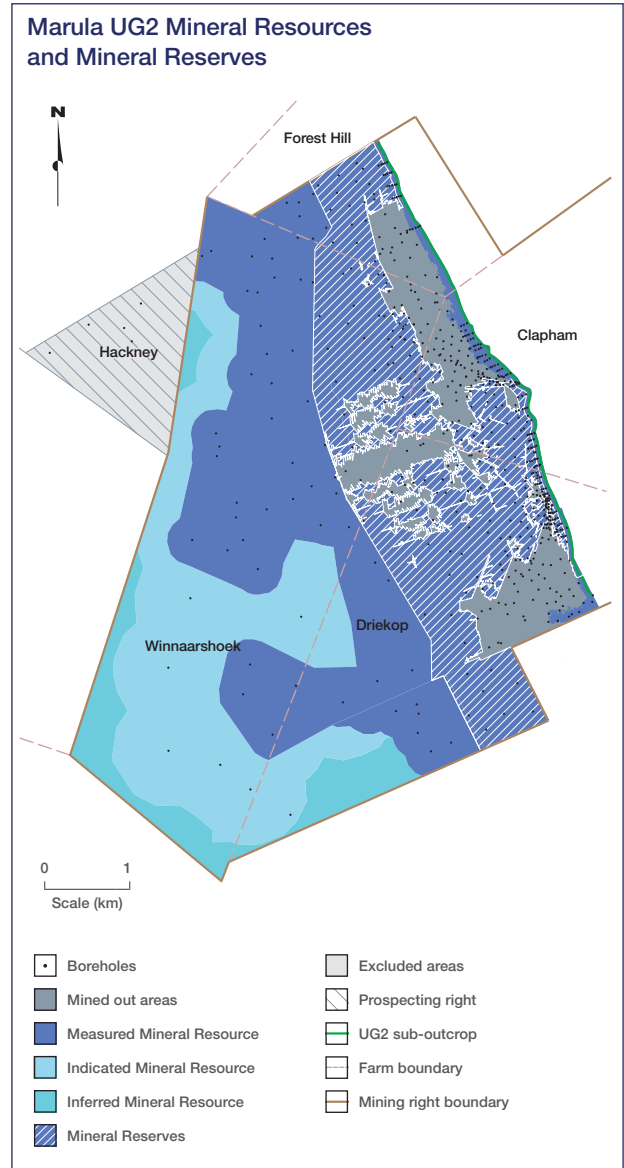 Marula UG2 Mineral Resources
and Mineral Reserves
N
Forest Hill
Clapham
Hackney
Driekop
Winnaarshoek
0 1
Scale (km)
Boreholes
Mined out areas
Measured Mineral Resource
Indicated Mineral Resource
Inferred Mineral Resource
Mineral Reserves
Excluded areas
Prospecting right
UG2 sub-outcrop
Farm boundary
Mining right boundary